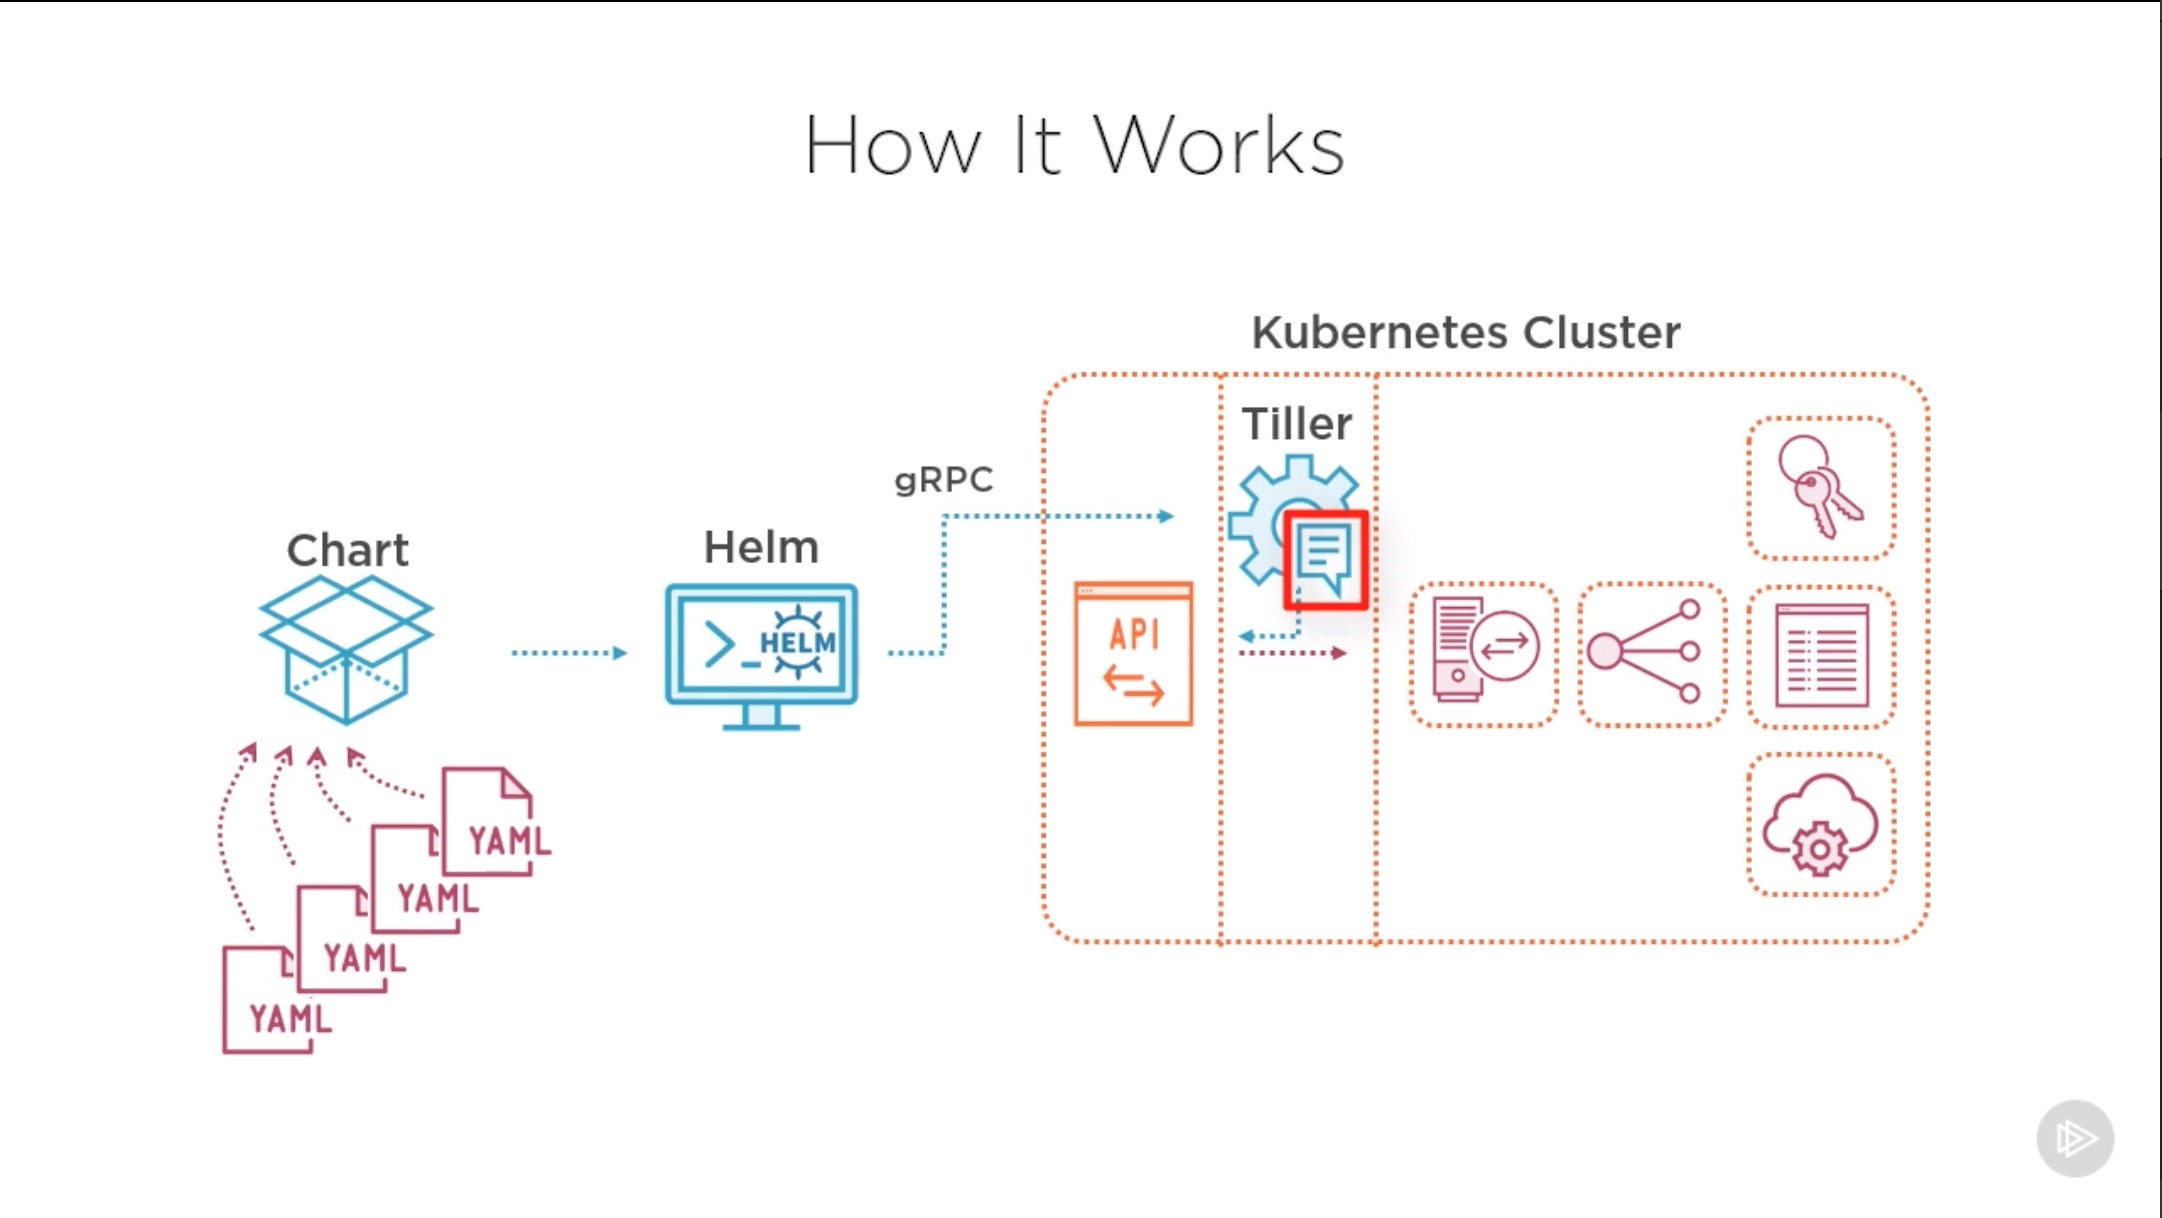 How It Works
Kubernetes Cluster
Tiller
gRPC
Chart
Helm
HELM
API
YAML
YAML
YAML
YAML